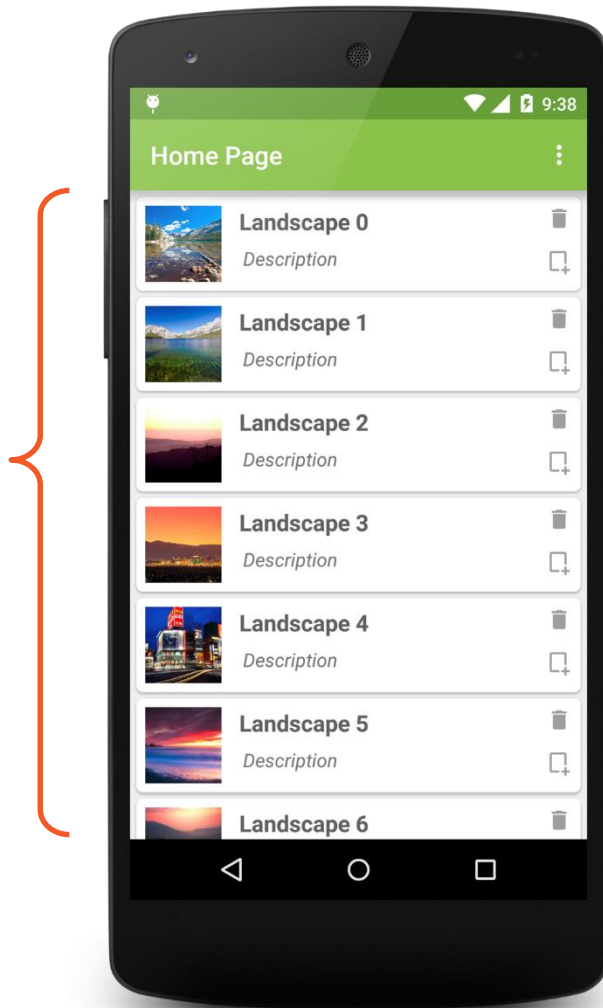 9:38
Home Page
Landscape 0
Description
Landscape 1
Description
Landscape 2
Description
Landscape 3
Description
Landscape 4
Description
Landscape 5
Description
Landscape 6